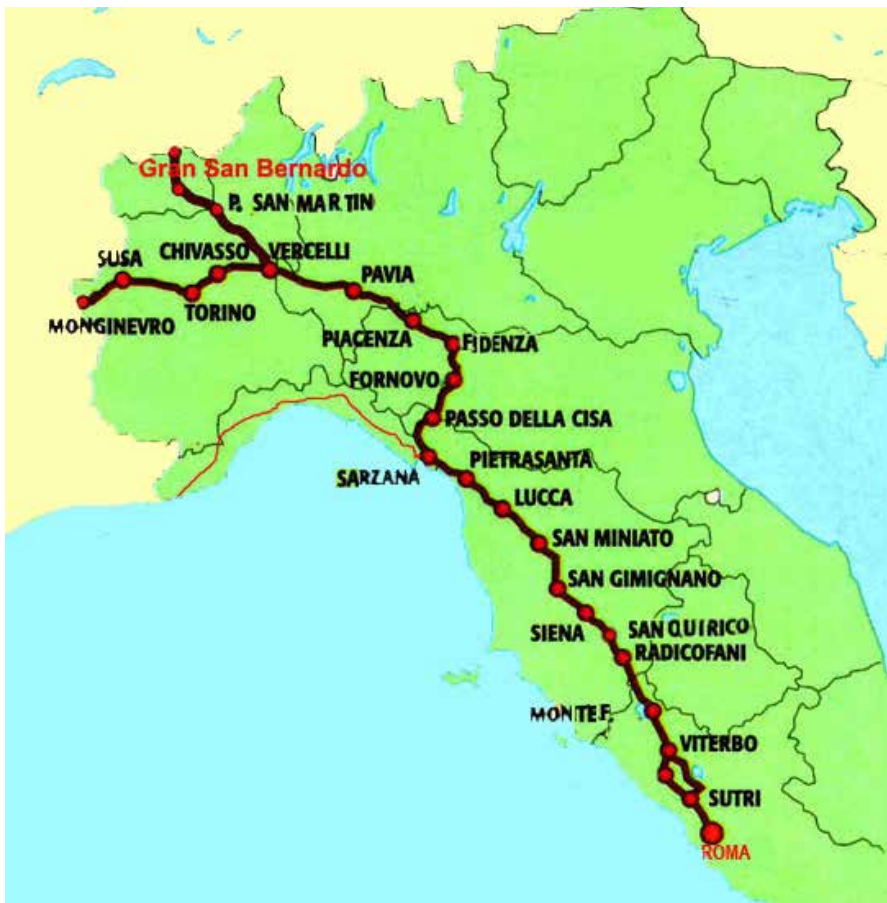 Gran San Bernardo
P. SAN MARTIN
CHIVASSO
VERCELLI
SUSA
PAVIA
MONGINEVRO
TORINO
PIACENZA
FIDENZA
FORNOVO
PASSO DELLA CISA
PIETRASANTA
SARZANA
LUCCA
SAN MINIATO
SAN GIMIGNANO
SIENA
SAN QUIRICO
RADICOFANI
MONTEF.
VITERBO
SUTRI
ROMA